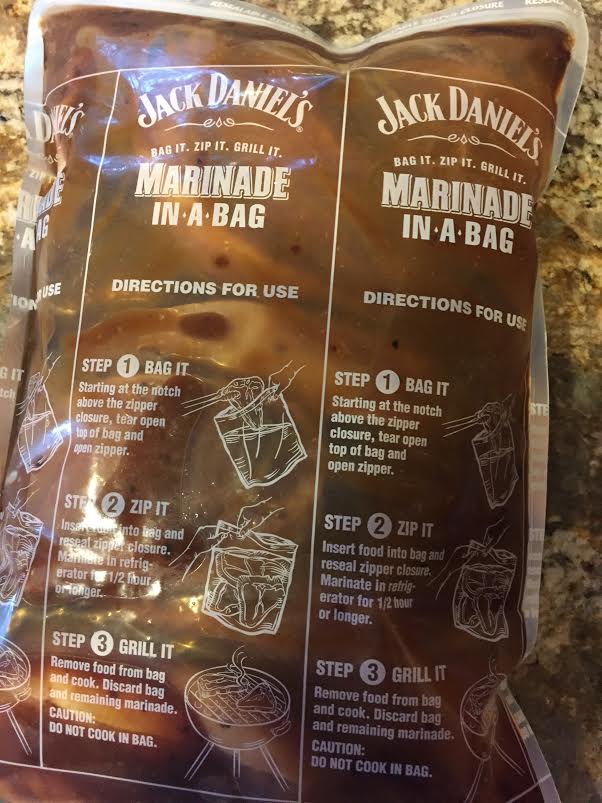 RESEALABLE
CLOSURE
RESEAL
JACK DANIEL'S
BAG IT. ZIP IT. GRILL IT.
MARINADE
IN·A·BAG
DIRECTIONS FOR USE
STEP 1 BAG IT
Starting at the notch
above the zipper
closure, tear open
top of bag and
open zipper.
STEP 2 ZIP IT
Insert food into bag and
reseal zipper closure.
Marinate in refrig-
erator for 1/2 hour
or longer.
STEP 3 GRILL IT
Remove food from bag
and cook. Discard bag
and remaining marinade.
CAUTION:
DO NOT COOK IN BAG.
JACK DANIEL'S
BAG IT. ZIP IT. GRILL IT.
MARINADE
IN·A·BAG
DIRECTIONS FOR USE
STEP 1 BAG IT
Starting at the notch
above the zipper
closure, tear open
top of bag and
open zipper.
STEP 2 ZIP IT
Insert food into bag and
reseal zipper closure.
Marinate in refrig-
erator for 1/2 hour
or longer.
STEP 3 GRILL IT
Remove food from bag
and cook. Discard bag
and remaining marinade.
CAUTION:
DO NOT COOK IN BAG.